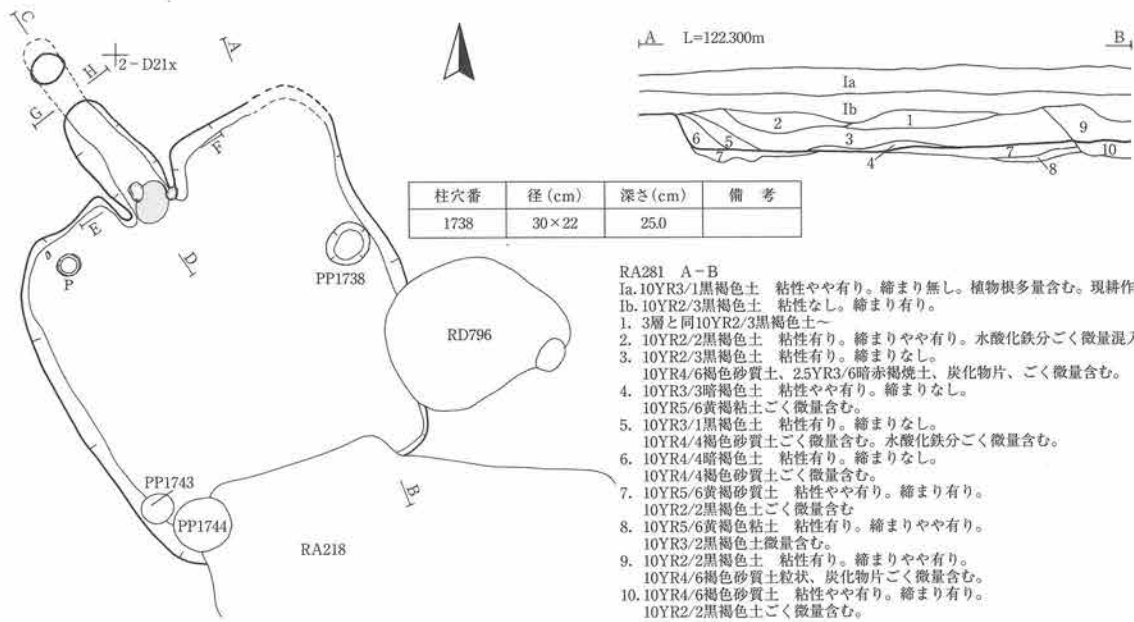 C
H
2-D21x
A
G
F
E
D
P
PP1738
RD796
B
PP1743
PP1744
RA218
A L=122.300m B
Ia
Ib
1
2
3
4
5
6
7
7
8
9
10
柱穴番 径(cm) 深さ(cm) 備考
1738 30×22 25.0
RA281 A-B
Ia. 10YR3/1黒褐色土 粘性やや有り。締まり無し。植物根多量含む。現耕作
Ib. 10YR2/3黒褐色土 粘性なし。締まり有り。
1. 3層と同10YR2/3黒褐色土~
2. 10YR2/2黒褐色土 粘性有り。締まりやや有り。水酸化鉄分ごく微量混入
3. 10YR2/3黒褐色土 粘性有り。締まりなし。
10YR4/6褐色砂質土、2.5YR3/6暗赤褐焼土、炭化物片、ごく微量含む。
4. 10YR3/3暗褐色土 粘性やや有り。締まりなし。
10YR5/6黄褐粘土ごく微量含む。
5. 10YR3/1黒褐色土 粘性有り。締まりなし。
10YR4/4褐色砂質土ごく微量含む。水酸化鉄分ごく微量含む。
6. 10YR4/4暗褐色土 粘性有り。締まりなし。
10YR4/4褐色砂質土ごく微量含む。
7. 10YR5/6黄褐砂質土 粘性やや有り。締まり有り。
10YR2/2黒褐色土ごく微量含む
8. 10YR5/6黄褐色粘土 粘性有り。締まりやや有り。
10YR3/2黒褐色土微量含む。
9. 10YR2/2黒褐色土 粘性有り。締まりやや有り。
10YR4/6褐色砂質土粒状、炭化物片ごく微量含む。
10. 10YR4/6褐色砂質土 粘性やや有り。締まり有り。
10YR2/2黒褐色土ごく微量含む。